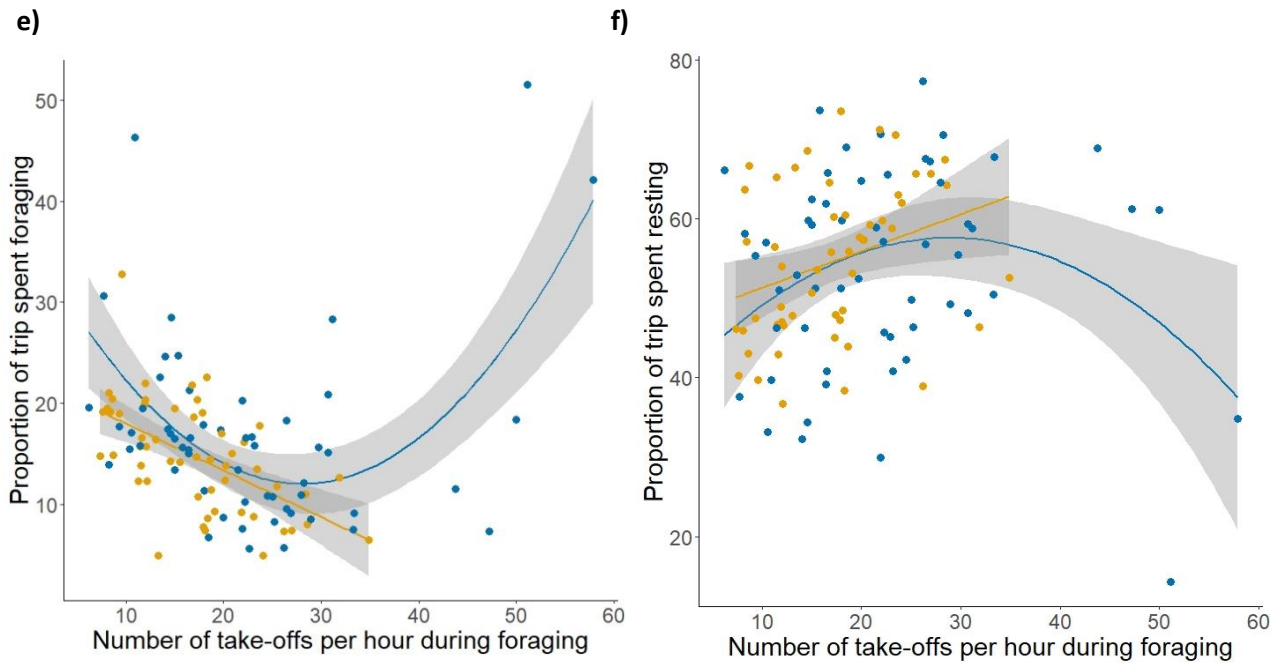 e)
f)
Proportion of trip spent foraging
50
40
30
20
10
10 20 30 40 50 60
Number of take-offs per hour during foraging
Proportion of trip spent resting
80
60
40
20
10 20 30 40 50 60
Number of take-offs per hour during foraging